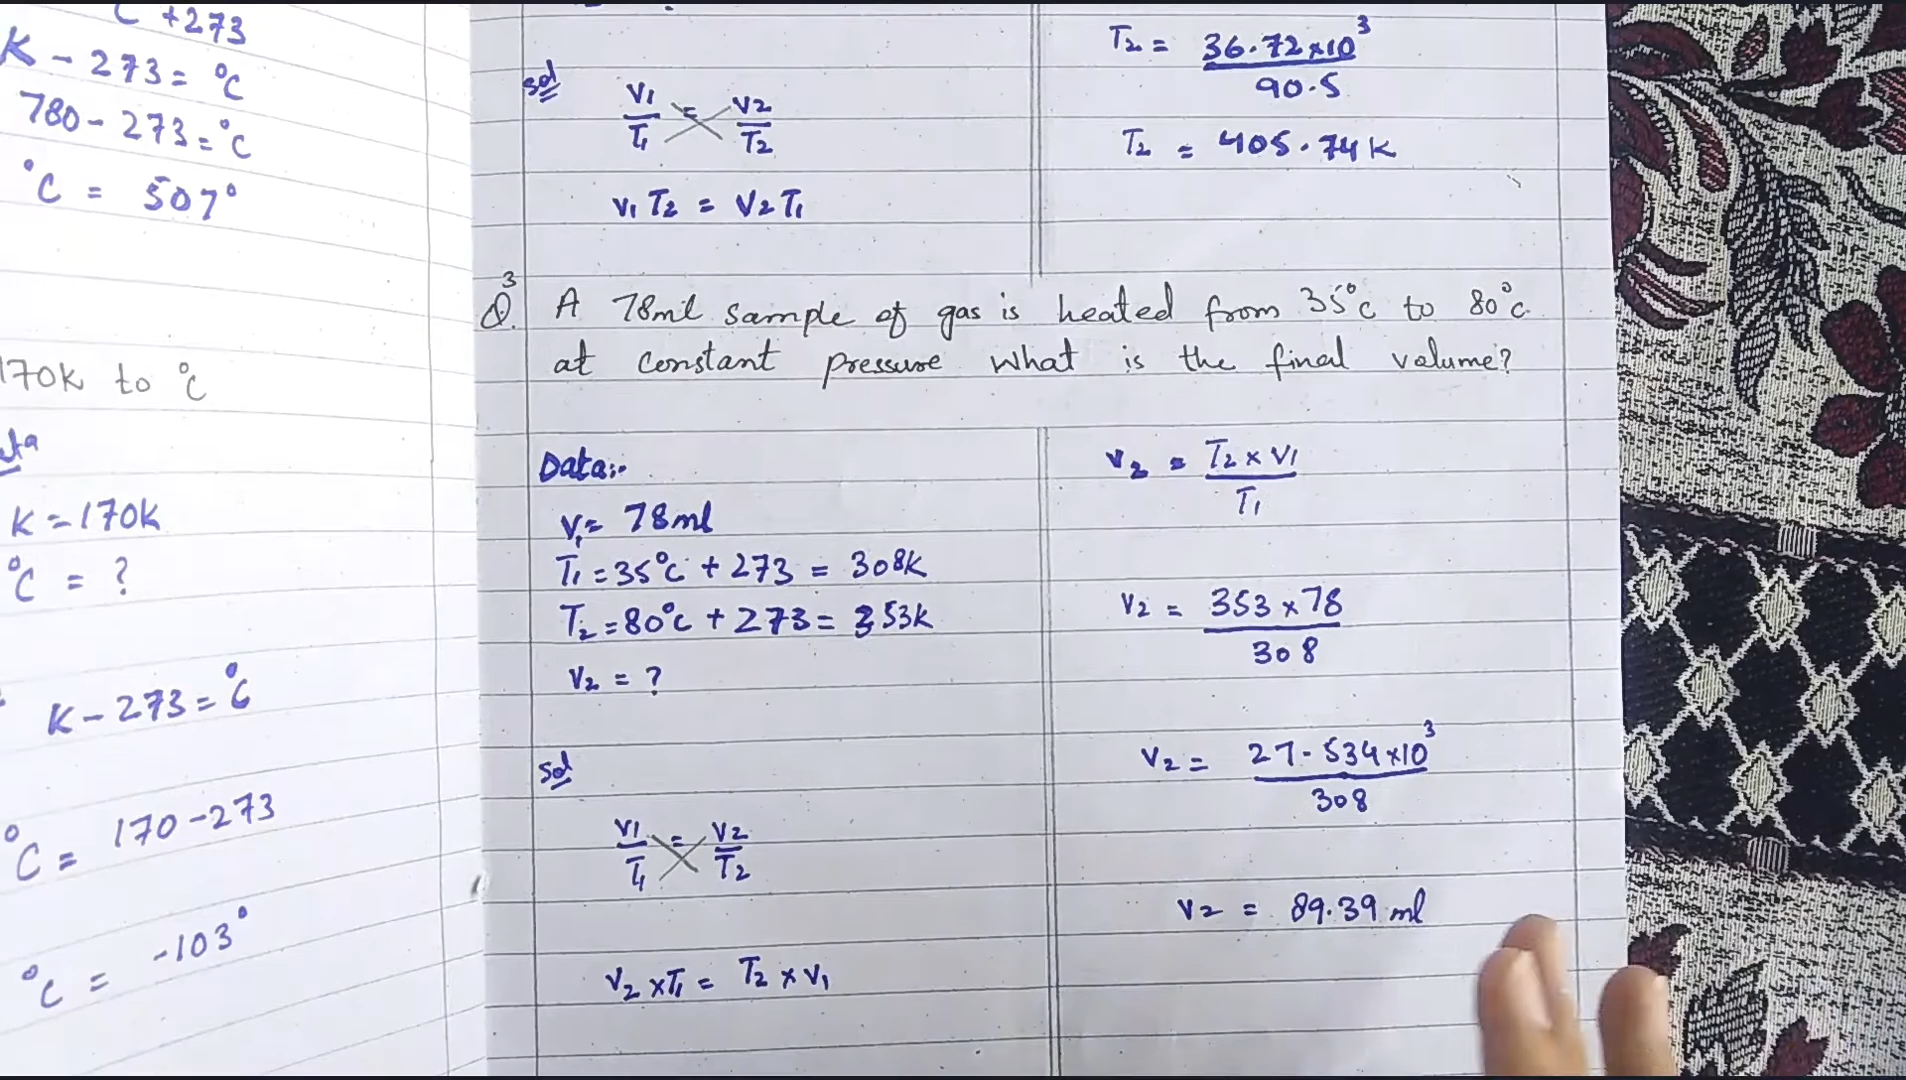 °C +273
K - 273 = °C
780 - 273 = °C
°C = 507°
170K to °C
K = 170K
°C = ?
K - 273 = °C
°C = 170 - 273
°C = -103°
Sol
V1/T1 = V2/T2
V1 T2 = V2 T1
T2 = 36.72×10³/90.5
T2 = 405.74K
Q.3 A 78ml sample of gas is heated from 35°C to 80°C
at constant pressure what is the final volume?
Data:-
V1 = 78ml
T1 = 35°C + 273 = 308K
T2 = 80°C + 273 = 353K
V2 = ?
Sol
V1/T1 = V2/T2
V2 × T1 = T2 × V1
V2 = T2 × V1/T1
V2 = 353 × 78/308
V2 = 27.534×10³/308
V2 = 89.39 ml